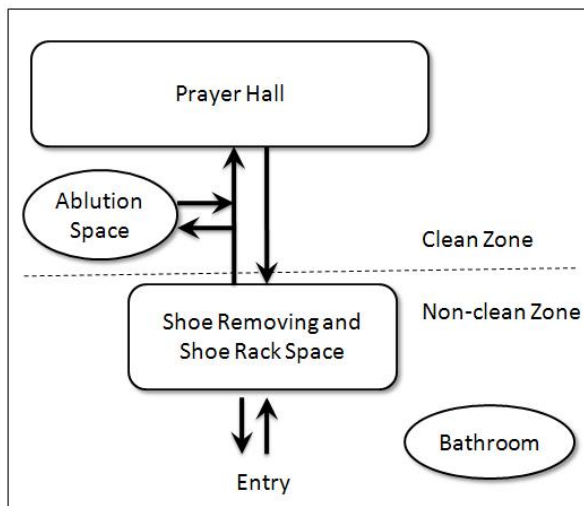 Prayer Hall
Ablution
Space
Clean Zone
Non-clean Zone
Shoe Removing and
Shoe Rack Space
Bathroom
Entry